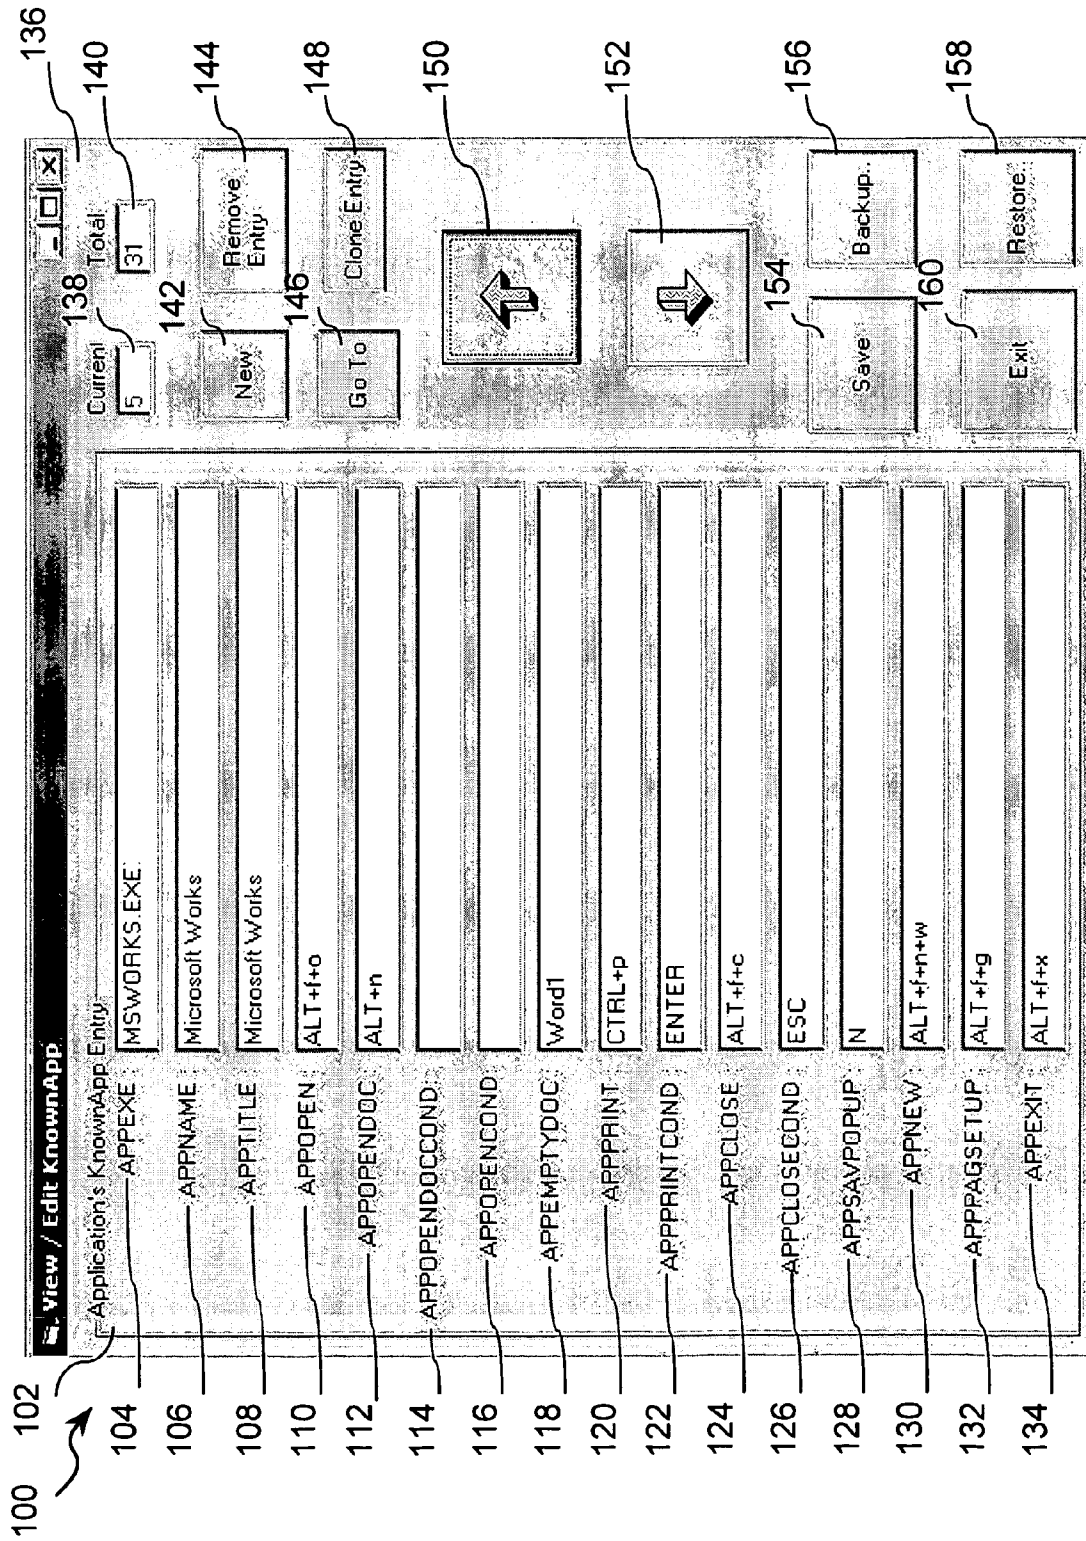 100
102
136
View / Edit KnownApp
Applications KnownApp Entry
104 APPEXE MSWORKS.EXE
106 APPNAME Microsoft Works
108 APPTITLE Microsoft Works
110 APPOPEN ALT+f+o
112 APPOPENDOC ALT+n
114 APPOPENDOCCOND
116 APPOPENCOND
118 APPEMPTYDOC Word1
120 APPPRINT CTRL+p
122 APPPRINTCOND ENTER
124 APPCLOSE ALT+f+c
126 APPCLOSECOND ESC
128 APPSAVPOPUP N
130 APPNEW ALT+f+n+w
132 APPPAGSETUP ALT+f+g
134 APPEXIT ALT+f+x
Curren Total
5 31
138 140
New Remove Entry
142 144
Go To Clone Entry
146 148
150
152
Save Backup..
154 156
Exit Restore..
160 158